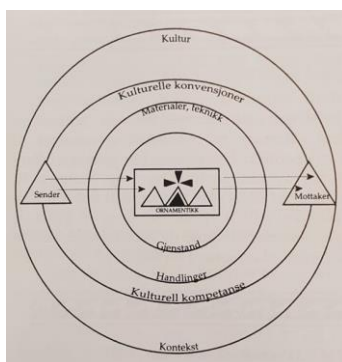 Kultur
Kulturelle konvensjoner
Materialer, teknikk
Sender
ORNAMENTIKK
Mottaker
Gjenstand
Handlinger
Kulturell kompetanse
Kontekst